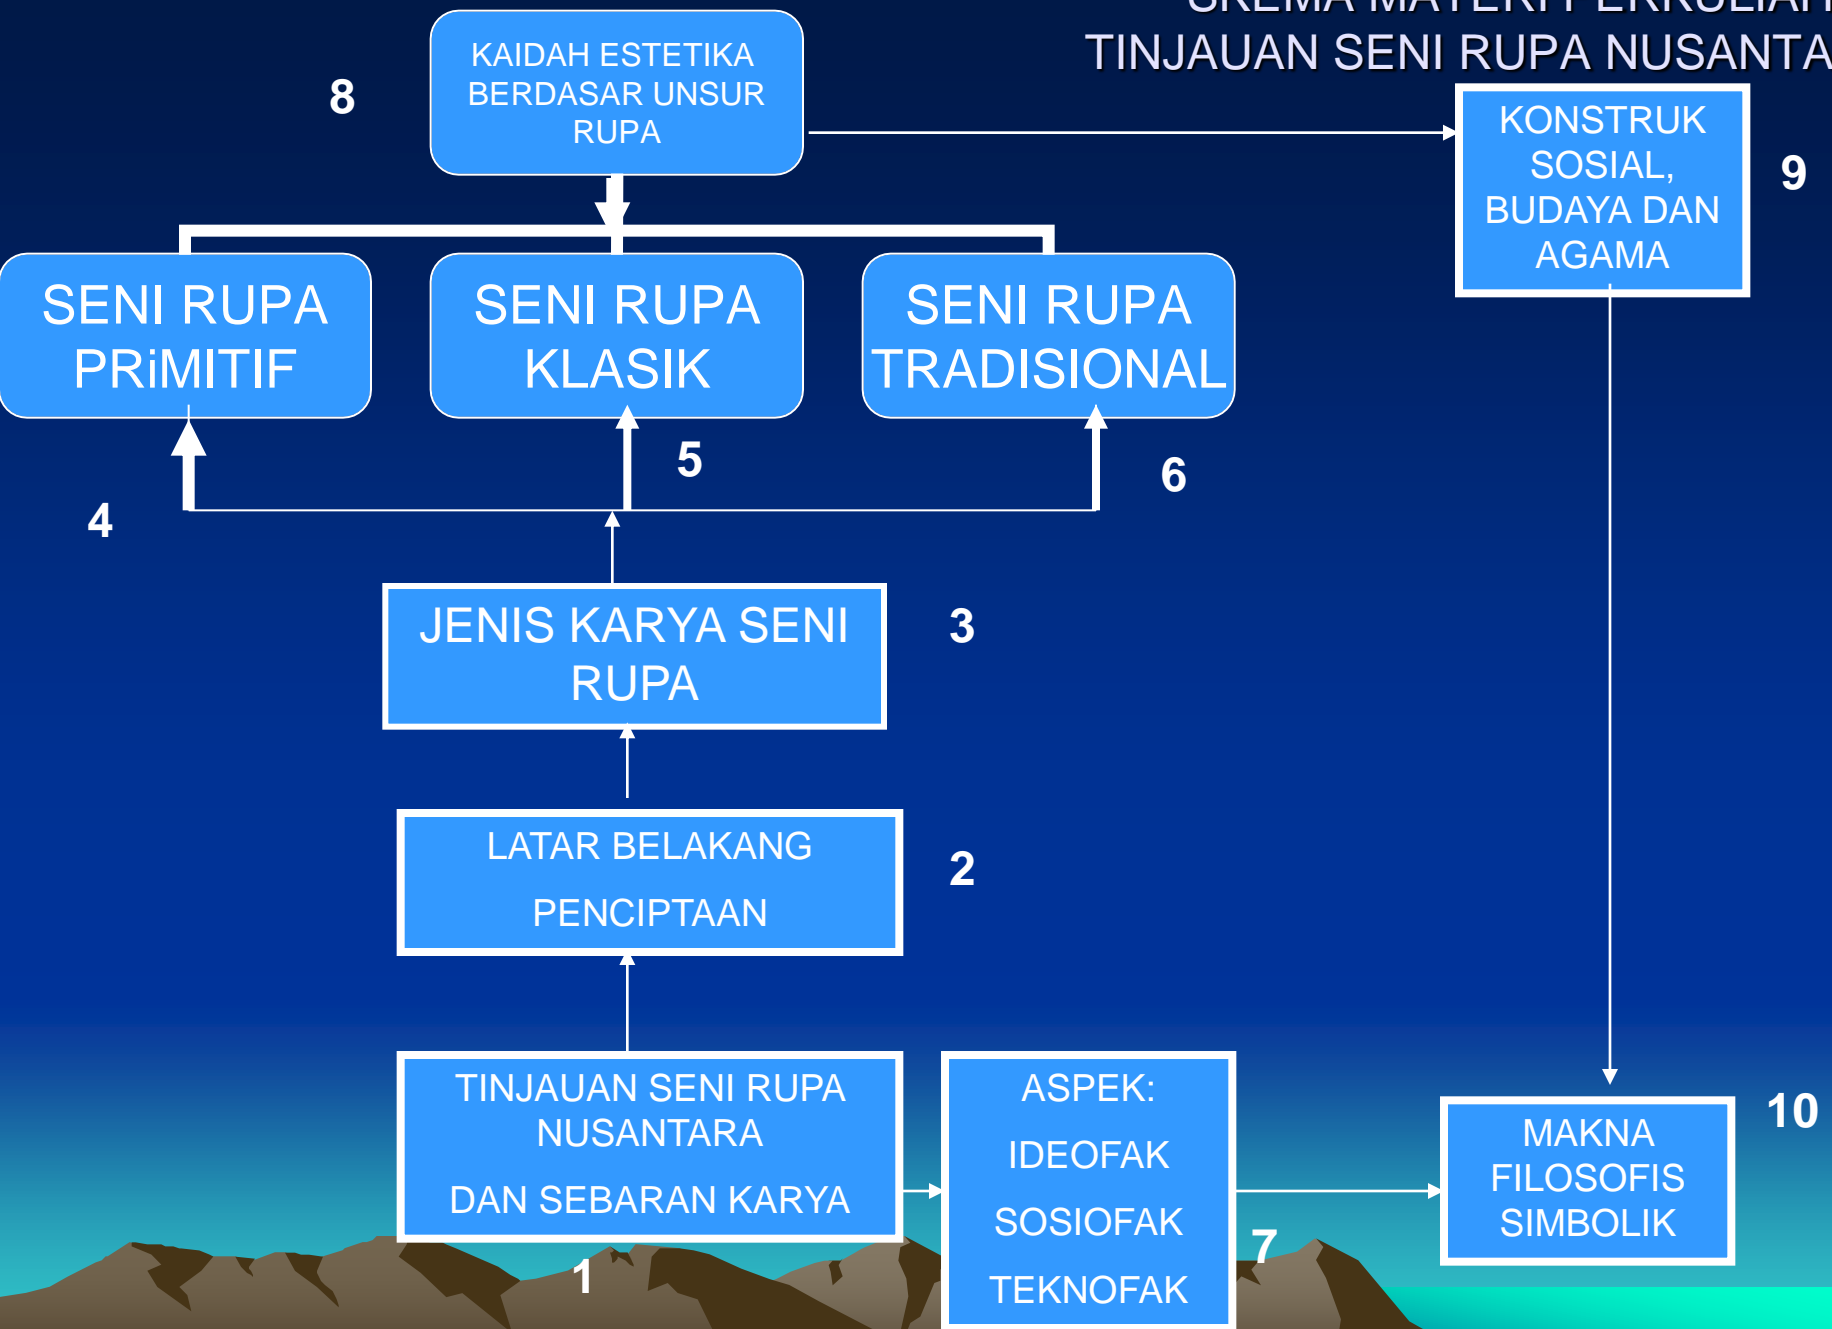 TINJAUAN SENI RUPA
8
KAIDAH ESTETIKA
BERDASAR UNSUR
RUPA
KONSTRUK
SOSIAL,
BUDAYA DAN
AGAMA
9
SENI RUPA
PRiMITIF
SENI RUPA
KLASIK
SENI RUPA
TRADISIONAL
4
5
6
JENIS KARYA SENI
RUPA
3
LATAR BELAKANG
PENCIPTAAN
2
TINJAUAN SENI RUPA
NUSANTARA
DAN SEBARAN KARYA
1
ASPEK:
IDEOFAK
SOSIOFAK
TEKNOFAK
7
MAKNA
FILOSOFIS
SIMBOLIK
10